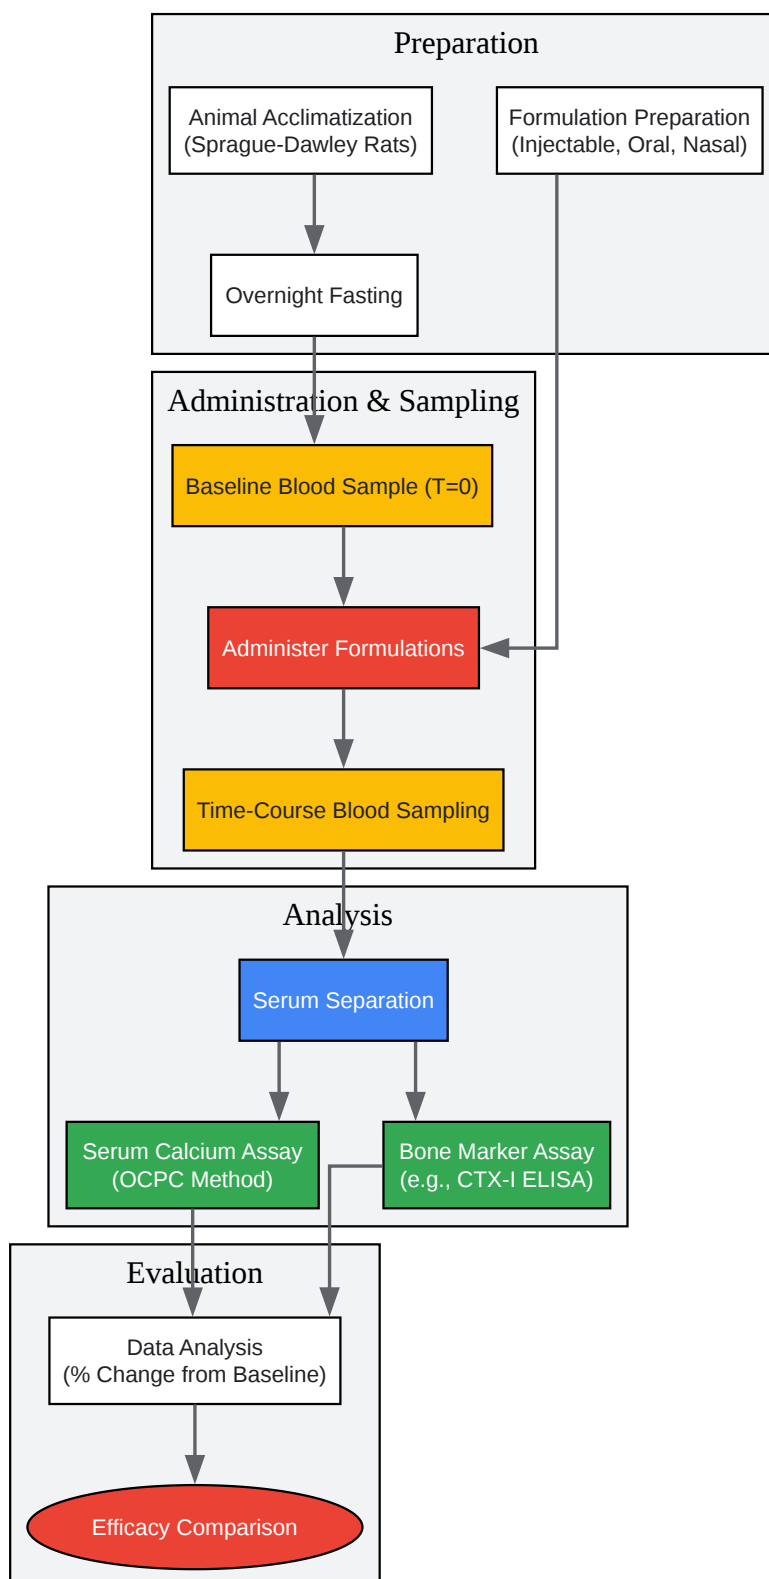 Preparation
Animal Acclimatization
(Sprague-Dawley Rats)
Formulation Preparation
(Injectable, Oral, Nasal)
Overnight Fasting
Administration & Sampling
Baseline Blood Sample (T=0)
Administer Formulations
Time-Course Blood Sampling
Analysis
Serum Separation
Serum Calcium Assay
(OCPC Method)
Bone Marker Assay
(e.g., CTX-I ELISA)
Evaluation
Data Analysis
(% Change from Baseline)
Efficacy Comparison